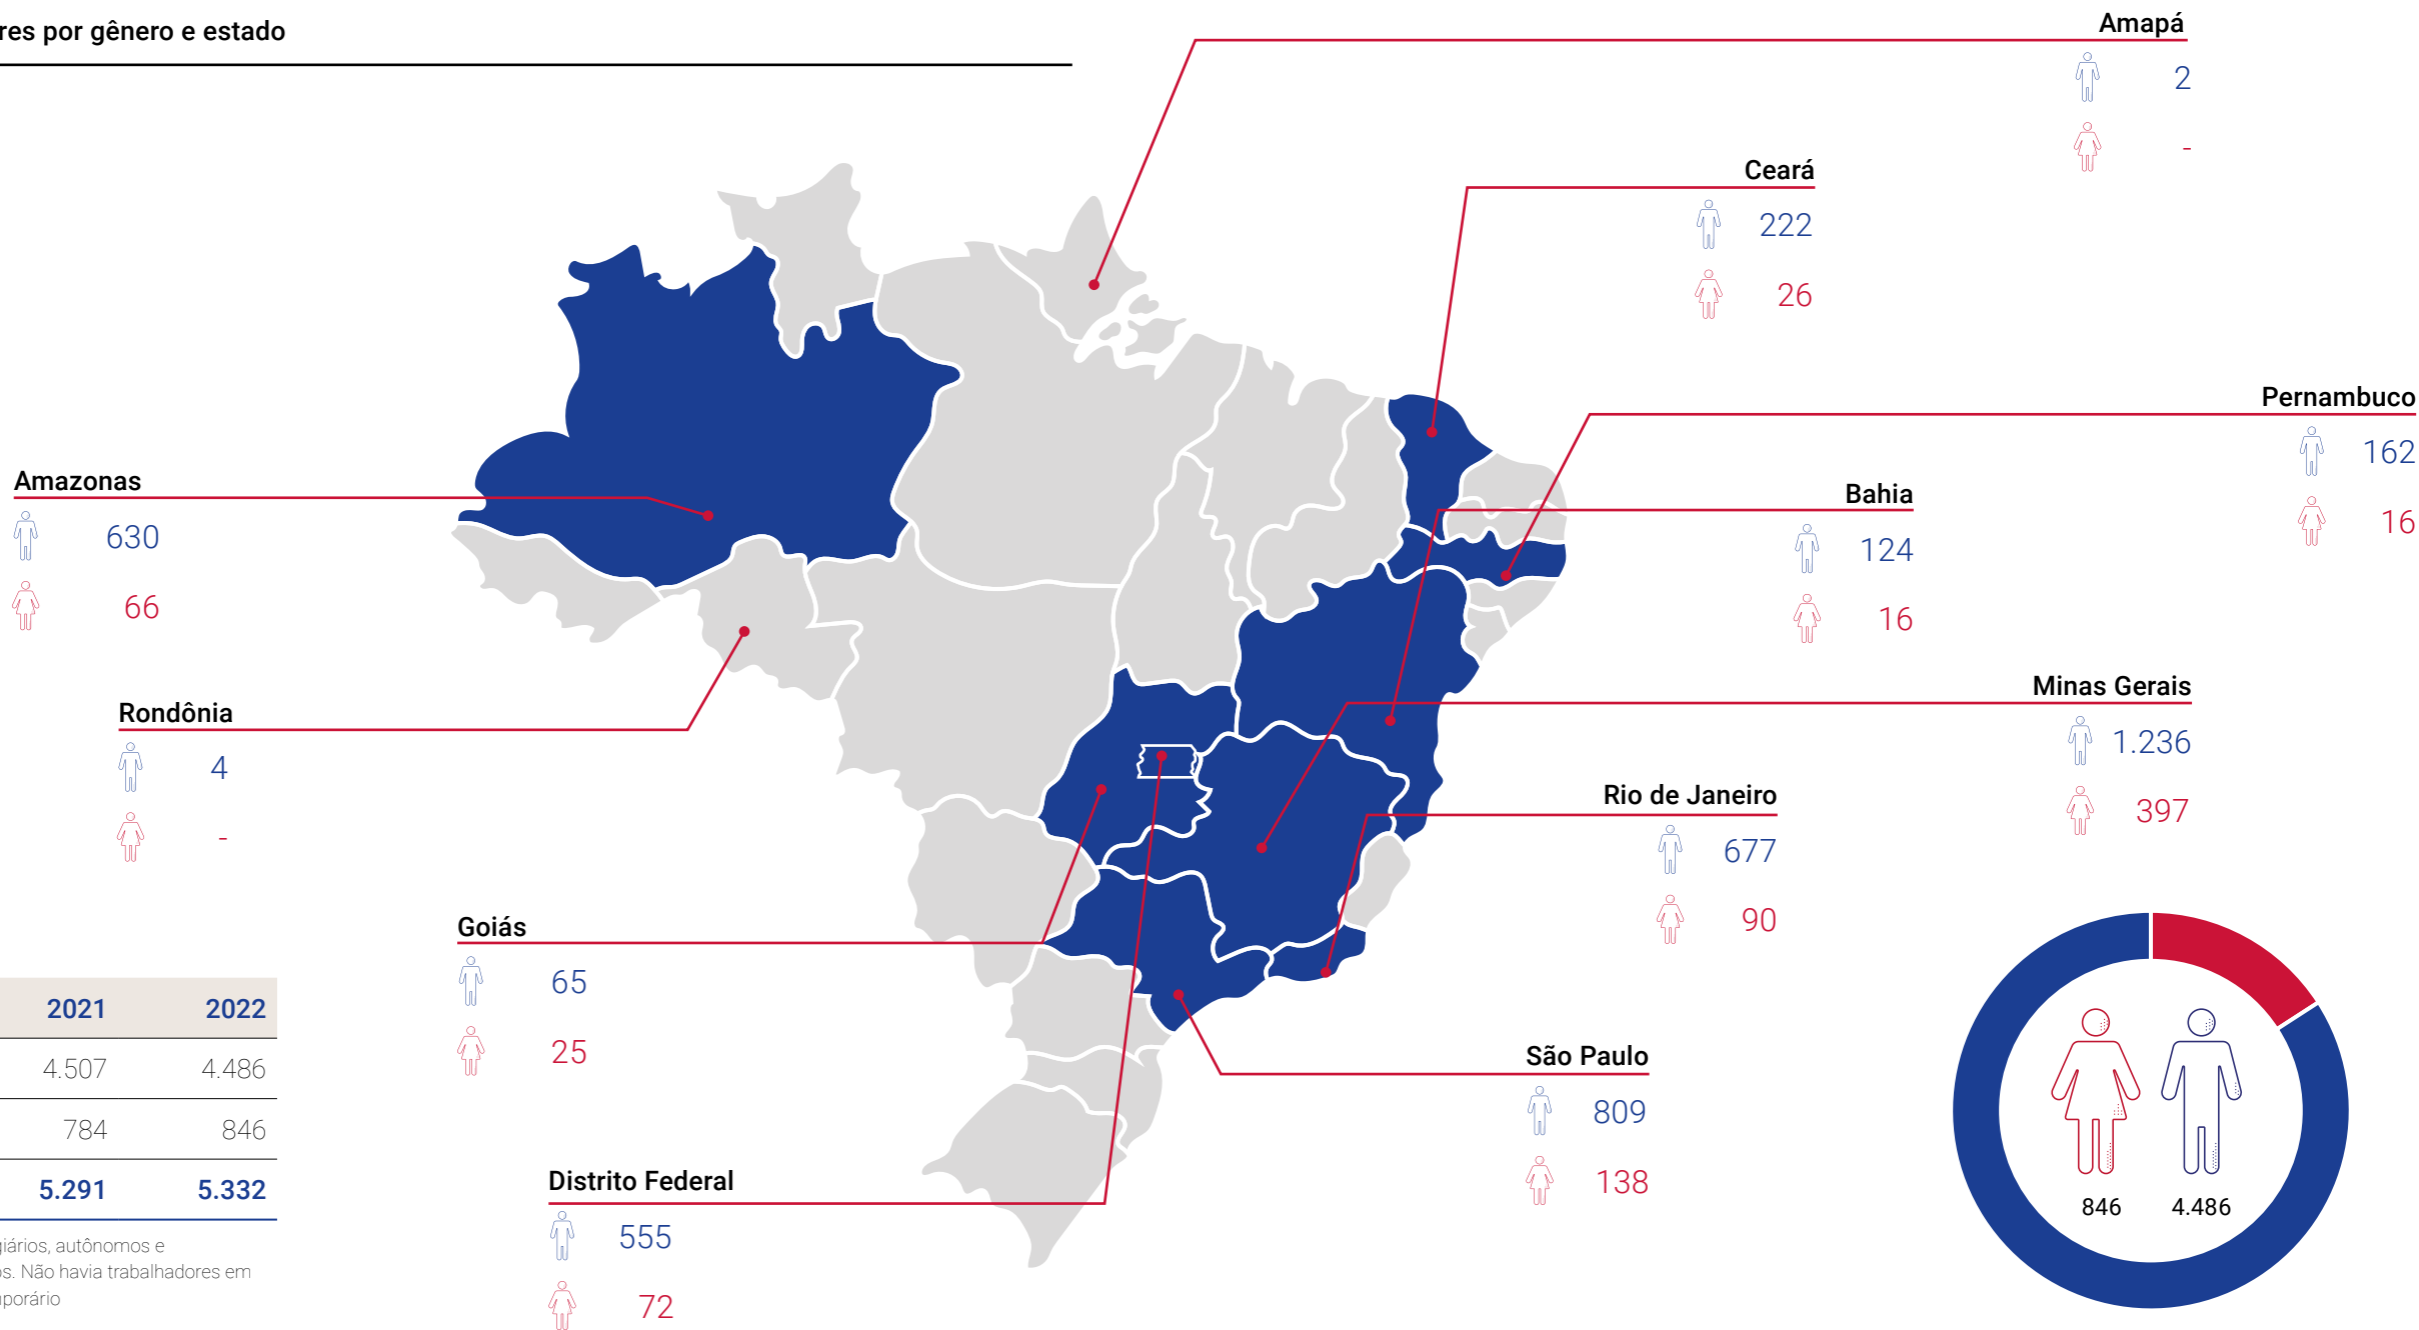 por gênero e estado
Amapá
2
-
Ceará
222
26
Pernambuco
162
16
Amazonas
630
66
Bahia
124
16
Rondônia
4
-
Minas Gerais
1.236
397
Rio de Janeiro
677
90
Goiás
65
25
2021 2022
4.507 4.486
784 846
5.291 5.332
autônomos e
Não havia trabalhadores em
São Paulo
809
138
Distrito Federal
555
72
846 4.486